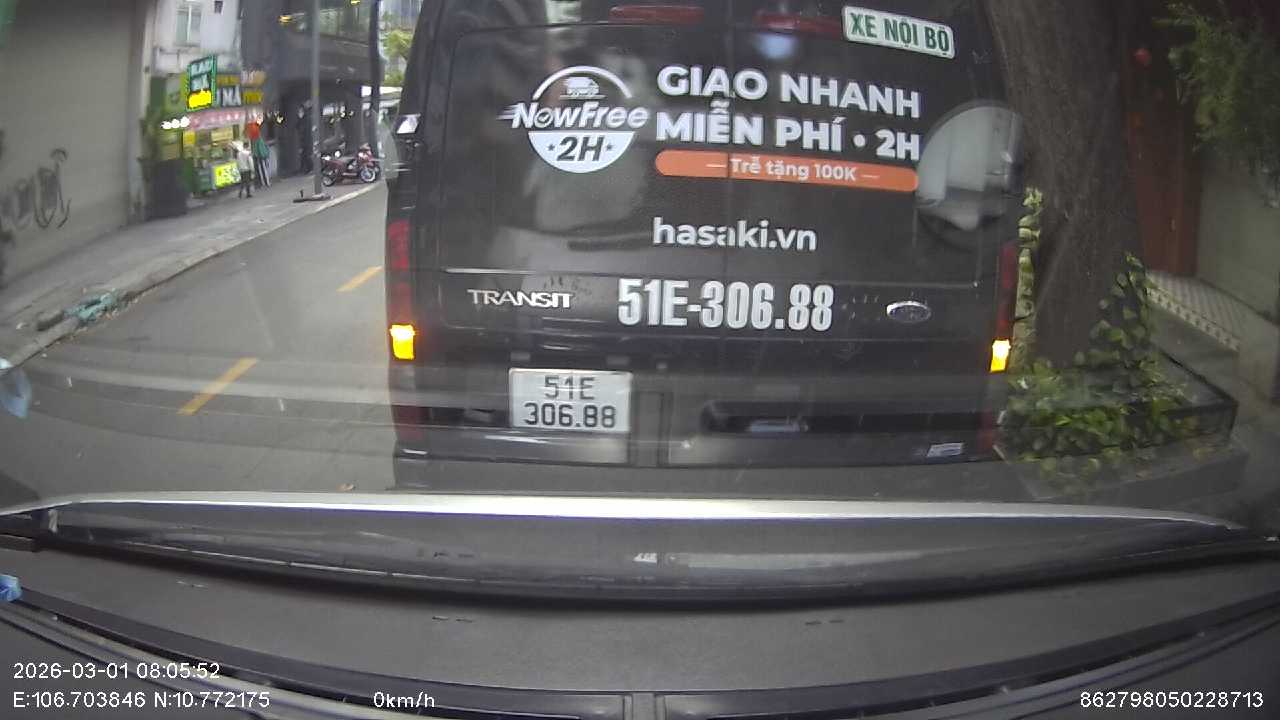 XE NỘI BỘ
GIAO NHANH
MIỄN PHÍ • 2H
Trễ tặng 100K
NowFree
2H
hasaki.vn
TRANSIT
51E-306.88
51E
306.88
MÁ
2026-03-01 08:05:52
E:106.703846 N:10.772175 0km/h 862798050228713